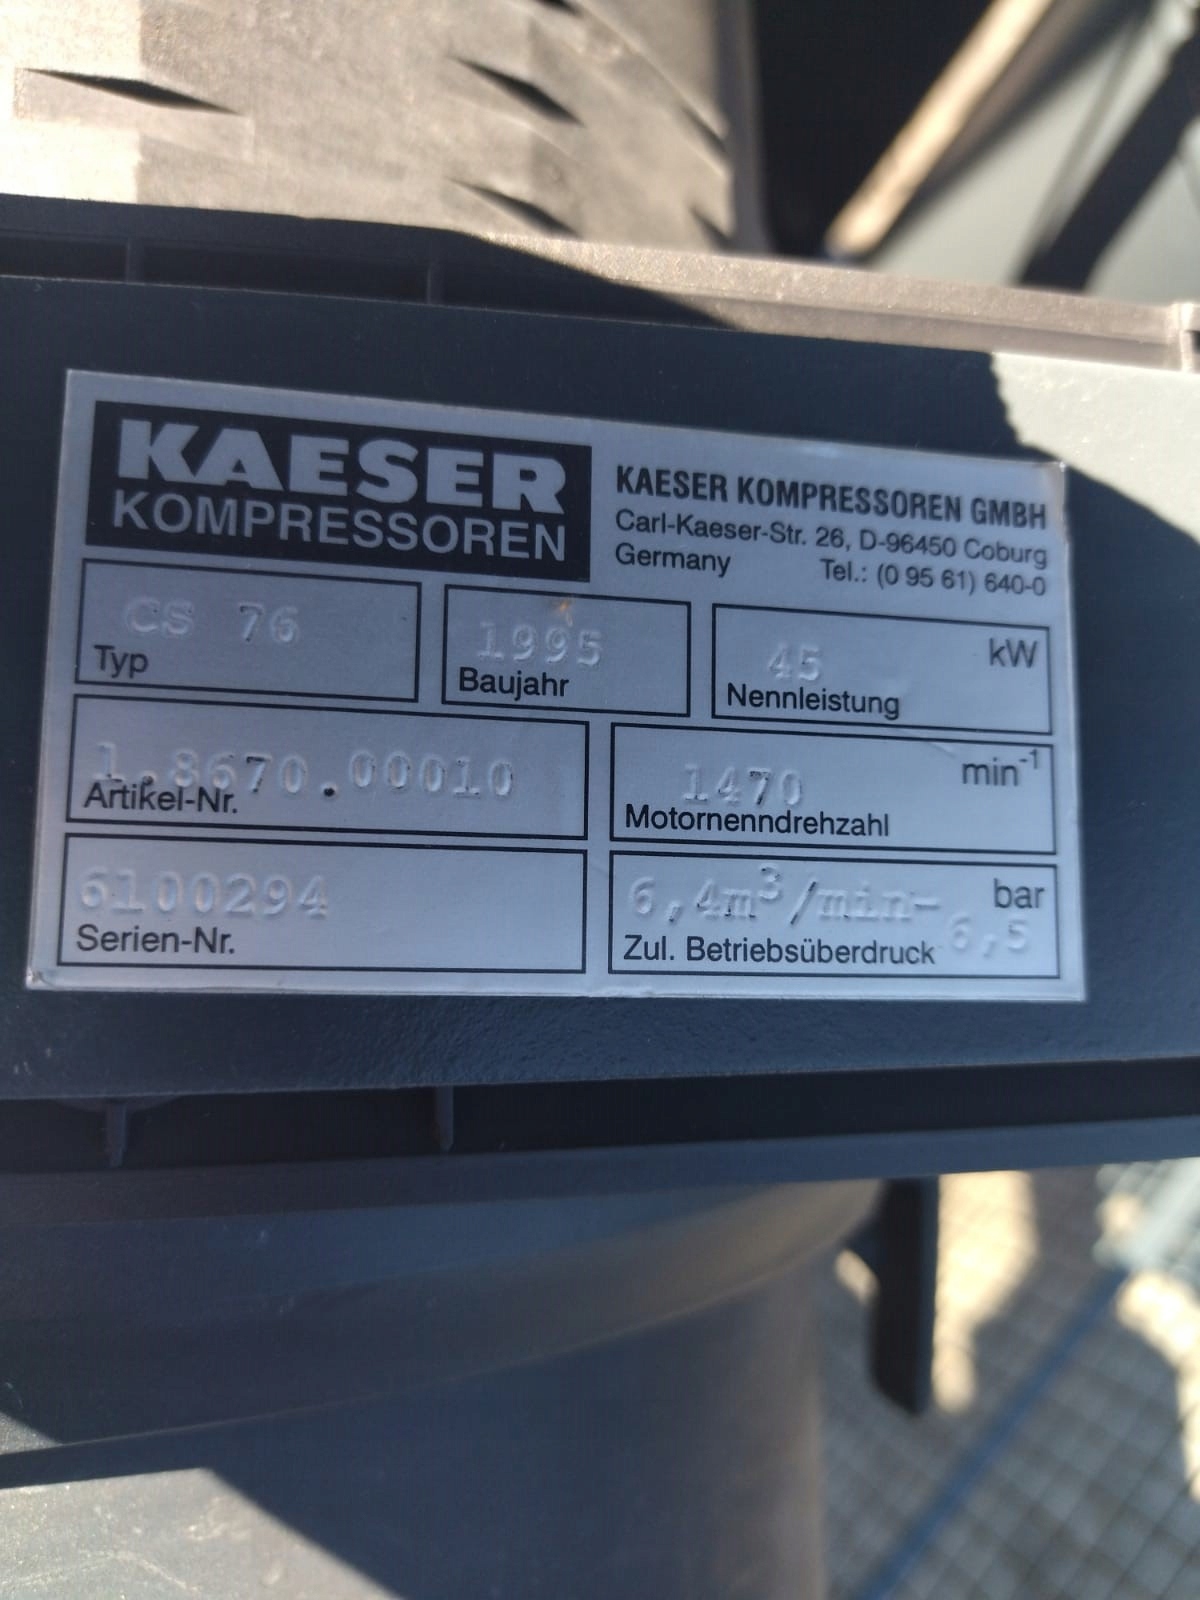 KAESER
KOMPRESSOREN
KAESER KOMPRESSOREN GMBH
Carl-Kaeser-Str. 26, D-96450 Coburg
Germany Tel.: (0 95 61) 640-0
CS 76
Typ
1995
Baujahr
45 kW
Nennleistung
1.8670.00010
Artikel-Nr.
1470 min-1
Motornenndrehzahl
6100294
Serien-Nr.
6,4m³/min- bar
Zul. Betriebsüberdruck 6,5